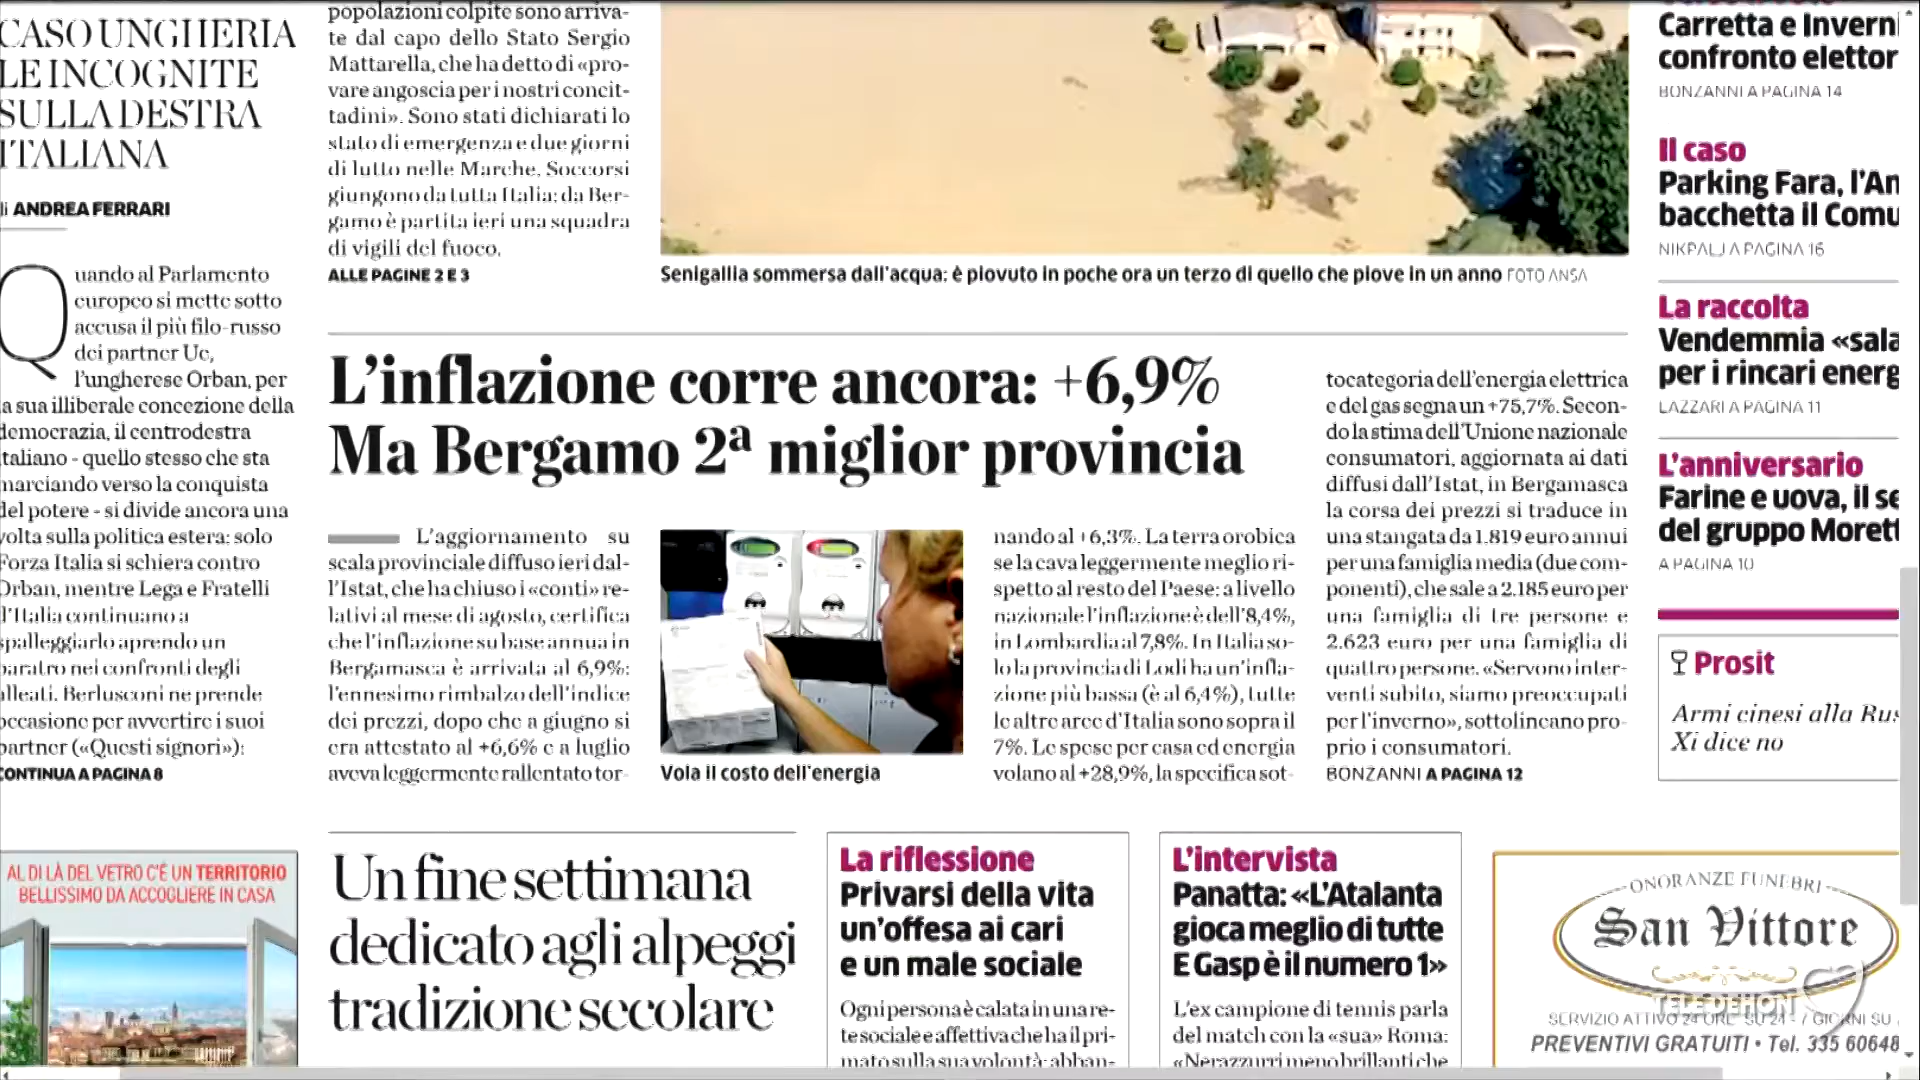 CASO UNGHERIA
LE INCOGNITE
SULLA DESTRA
ITALIANA
ANDREA FERRARI
Quando al Parlamento
europeo si mette sotto
accusa il più filo-russo
dei partner Ue,
l'ungherese Orban, per
a sua illiberale concezione della
democrazia, il centrodestra
italiano - quello stesso che sta
marciando verso la conquista
del potere - si divide ancora una
volta sulla politica estera: solo
Forza Italia si schiera contro
Orban, mentre Lega e Fratelli
d'Italia continuano a
spalleggiarlo aprendo un
baratro nei confronti degli
alleati. Berlusconi ne prende
occasione per avvertire i suoi
partner («Questi signori»):
CONTINUA A PAGINA 8
AL DI LÀ DEL VETRO C'È UN TERRITORIO
BELLISSIMO DA ACCOGLIERE IN CASA
popolazioni colpite sono arriva-
te dal capo dello Stato Sergio
Mattarella, che ha detto di «pro-
vare angoscia per i nostri concit-
tadini». Sono stati dichiarati lo
stato di emergenza e due giorni
di lutto nelle Marche. Soccorsi
giungono da tutta Italia: da Ber-
gamo è partita ieri una squadra
di vigili del fuoco.
ALLE PAGINE 2 E 3
Senigallia sommersa dall'acqua: è piovuto in poche ora un terzo di quello che piove in un anno FOTO ANSA
L'inflazione corre ancora: +6,9%
Ma Bergamo 2ª miglior provincia
L'aggiornamento su
scala provinciale diffuso ieri dal-
l'Istat, che ha chiuso i «conti» re-
lativi al mese di agosto, certifica
che l'inflazione su base annua in
Bergamasca è arrivata al 6,9%:
l'ennesimo rimbalzo dell'indice
dei prezzi, dopo che a giugno si
era attestato al +6,6% e a luglio
aveva leggermente rallentato tor-
Vola il costo dell'energia
nando al +6,3%. La terra orobica
se la cava leggermente meglio ri-
spetto al resto del Paese: a livello
nazionale l'inflazione è dell'8,4%,
in Lombardia al 7,8%. In Italia so-
lo la provincia di Lodi ha un'infla-
zione più bassa (è al 6,4%), tutte
le altre aree d'Italia sono sopra il
7%. Le spese per casa ed energia
volano al +28,9%, la specifica sot-
tocategoria dell'energia elettrica
e del gas segna un +75,7%. Secon-
do la stima dell'Unione nazionale
consumatori, aggiornata ai dati
diffusi dall'Istat, in Bergamasca
la corsa dei prezzi si traduce in
una stangata da 1.819 euro annui
per una famiglia media (due com-
ponenti), che sale a 2.185 euro per
una famiglia di tre persone e
2.623 euro per una famiglia di
quattro persone. «Servono inter-
venti subito, siamo preoccupati
per l'inverno», sottolineano pro-
prio i consumatori.
BONZANNI A PAGINA 12
Un fine settimana
dedicato agli alpeggi
tradizione secolare
La riflessione
Privarsi della vita
un'offesa ai cari
e un male sociale
Ogni persona è calata in una re-
te sociale e affettiva che ha il pri-
mato sulla sua volontà: abban-
L'intervista
Panatta: «L'Atalanta
gioca meglio di tutte
E Gasp è il numero 1»
L'ex campione di tennis parla
del match con la «sua» Roma:
«Nerazzurri meno brillanti che
Carretta e Inverni
confronto elettor
BONZANNI A PAGINA 14
Il caso
Parking Fara, l'An
bacchetta il Comu
NIKPALJ A PAGINA 16
La raccolta
Vendemmia «sala
per i rincari energ
LAZZARI A PAGINA 11
L'anniversario
Farine e uova, il se
del gruppo Morett
A PAGINA 10
Prosit
Armi cinesi alla Rus
Xi dice no
ONORANZE FUNEBRI
San Vittore
TELE DEHON
SERVIZIO ATTIVO 24 ORE SU 24 - 7 GIORNI SU
PREVENTIVI GRATUITI • Tel. 335 60648